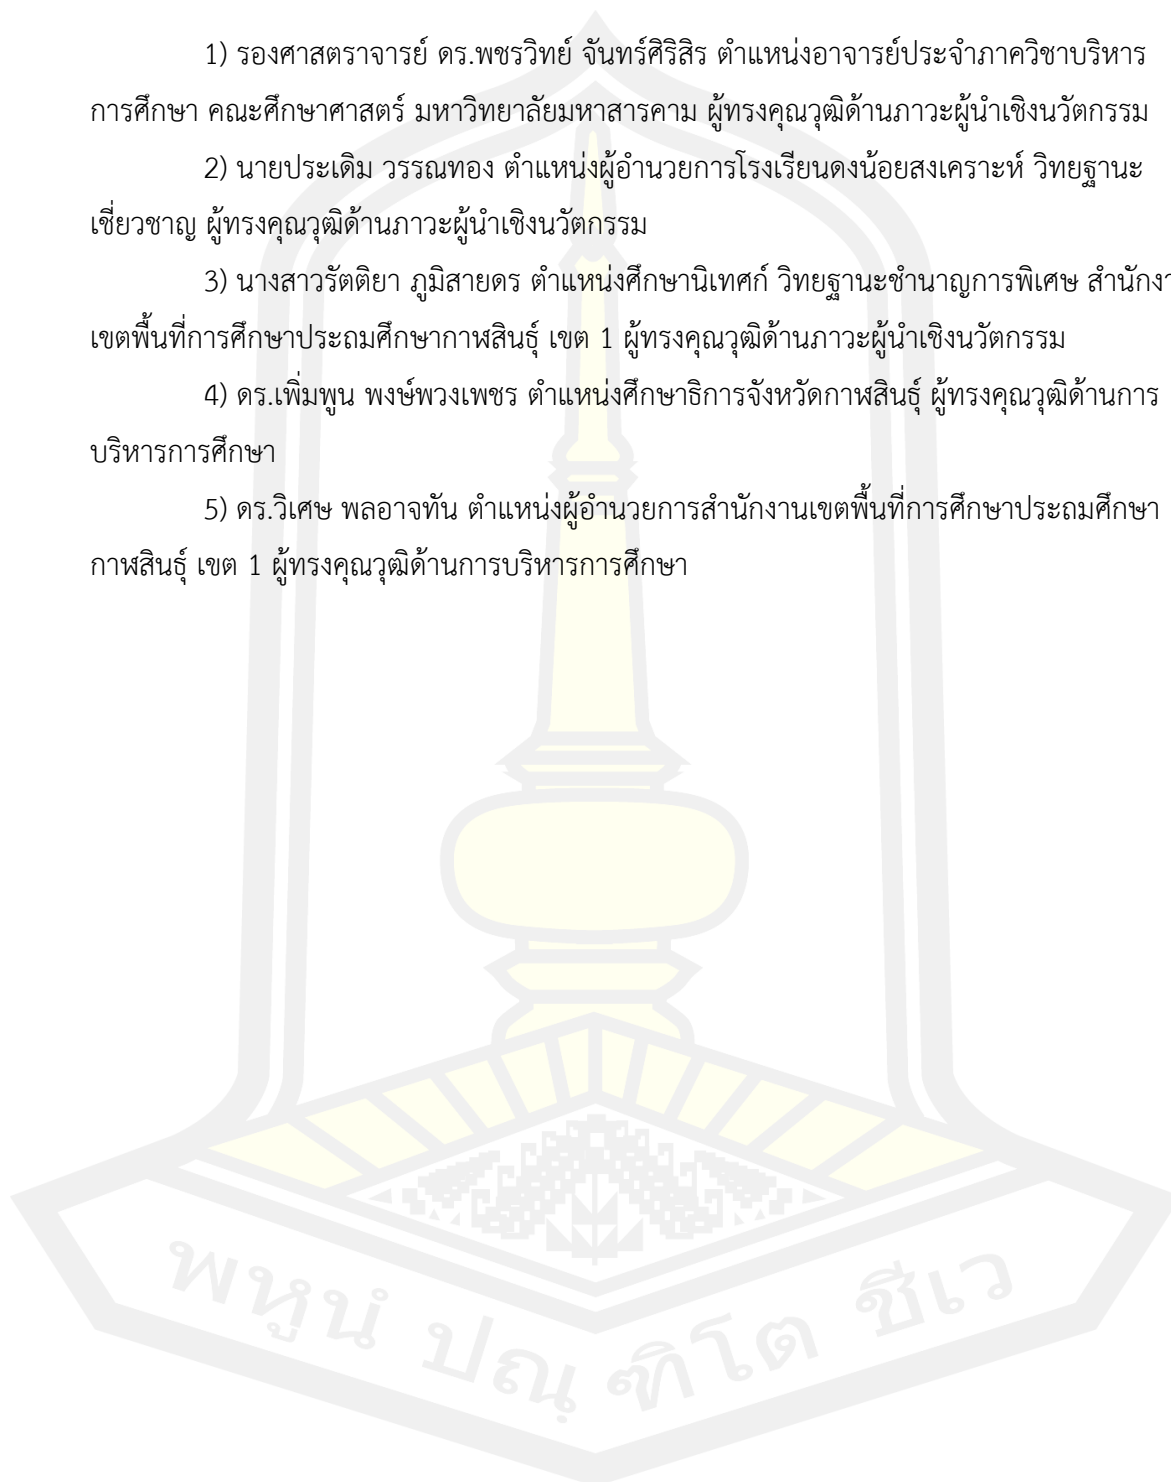 1) รองศาสตราจารย์ ดร.พชรวิทย์ จันทร์ศิริสิร ตำแหน่งอาจารย์ประจำภาควิชาบริหาร
การศึกษา คณะศึกษาศาสตร์ มหาวิทยาลัยมหาสารคาม ผู้ทรงคุณวุฒิด้านภาวะผู้นำเชิงนวัตกรรม
2) นายประเดิม วรรณทอง ตำแหน่งผู้อำนวยการโรงเรียนดงน้อยสงเคราะห์ วิทยฐานะ
เชี่ยวชาญ ผู้ทรงคุณวุฒิด้านภาวะผู้นำเชิงนวัตกรรม
3) นางสาวรัตติยา ภูมิสายดร ตำแหน่งศึกษานิเทศก์ วิทยฐานะชำนาญการพิเศษ สำนักงา
เขตพื้นที่การศึกษาประถมศึกษากาฬสินธุ์ เขต 1 ผู้ทรงคุณวุฒิด้านภาวะผู้นำเชิงนวัตกรรม
4) ดร.เพิ่มพูน พงษ์พวงเพชร ตำแหน่งศึกษาธิการจังหวัดกาฬสินธุ์ ผู้ทรงคุณวุฒิด้านการ
บริหารการศึกษา
5) ดร.วิเศษ พลอาจทัน ตำแหน่งผู้อำนวยการสำนักงานเขตพื้นที่การศึกษาประถมศึกษา
กาฬสินธุ์ เขต 1 ผู้ทรงคุณวุฒิด้านการบริหารการศึกษา
พหูนํ ปณฺ ฑิโต ชีเว